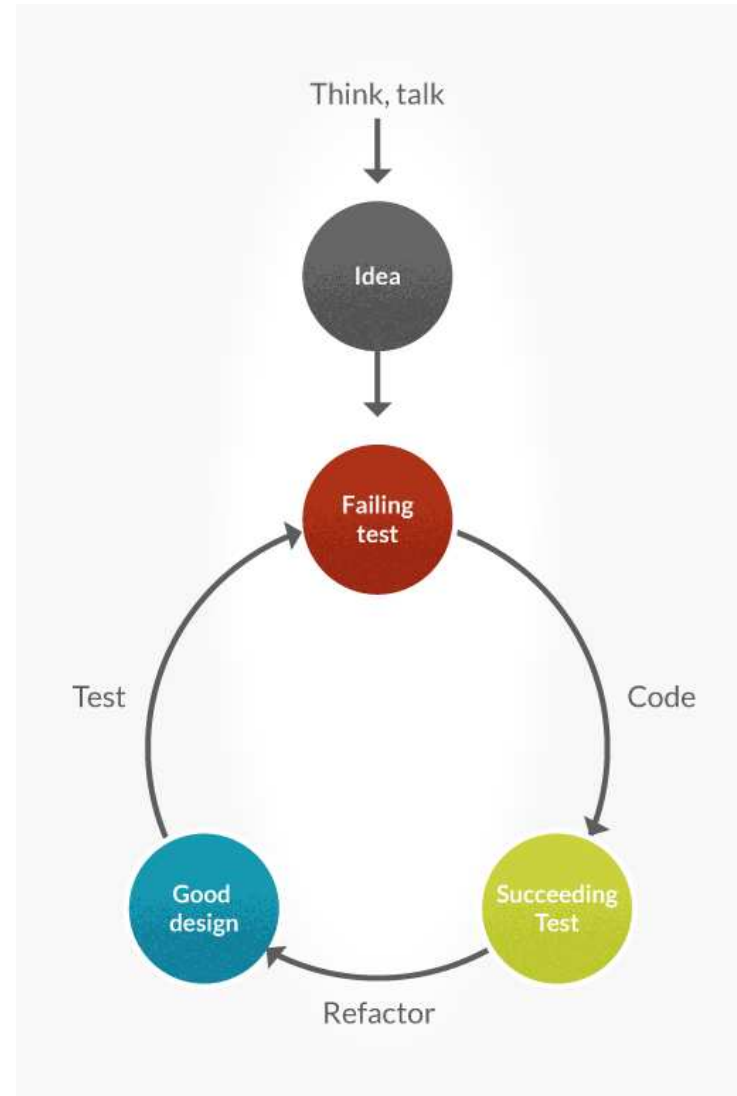 Think, talk
Idea
Failing
test
Test
Code
Good
design
Succeeding
Test
Refactor